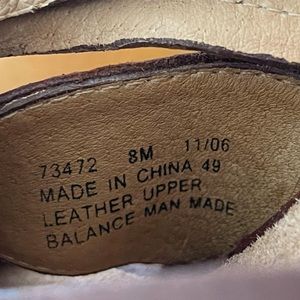 73472 8M 11/06
MADE IN CHINA 49
LEATHER UPPER
BALANCE MAN MADE